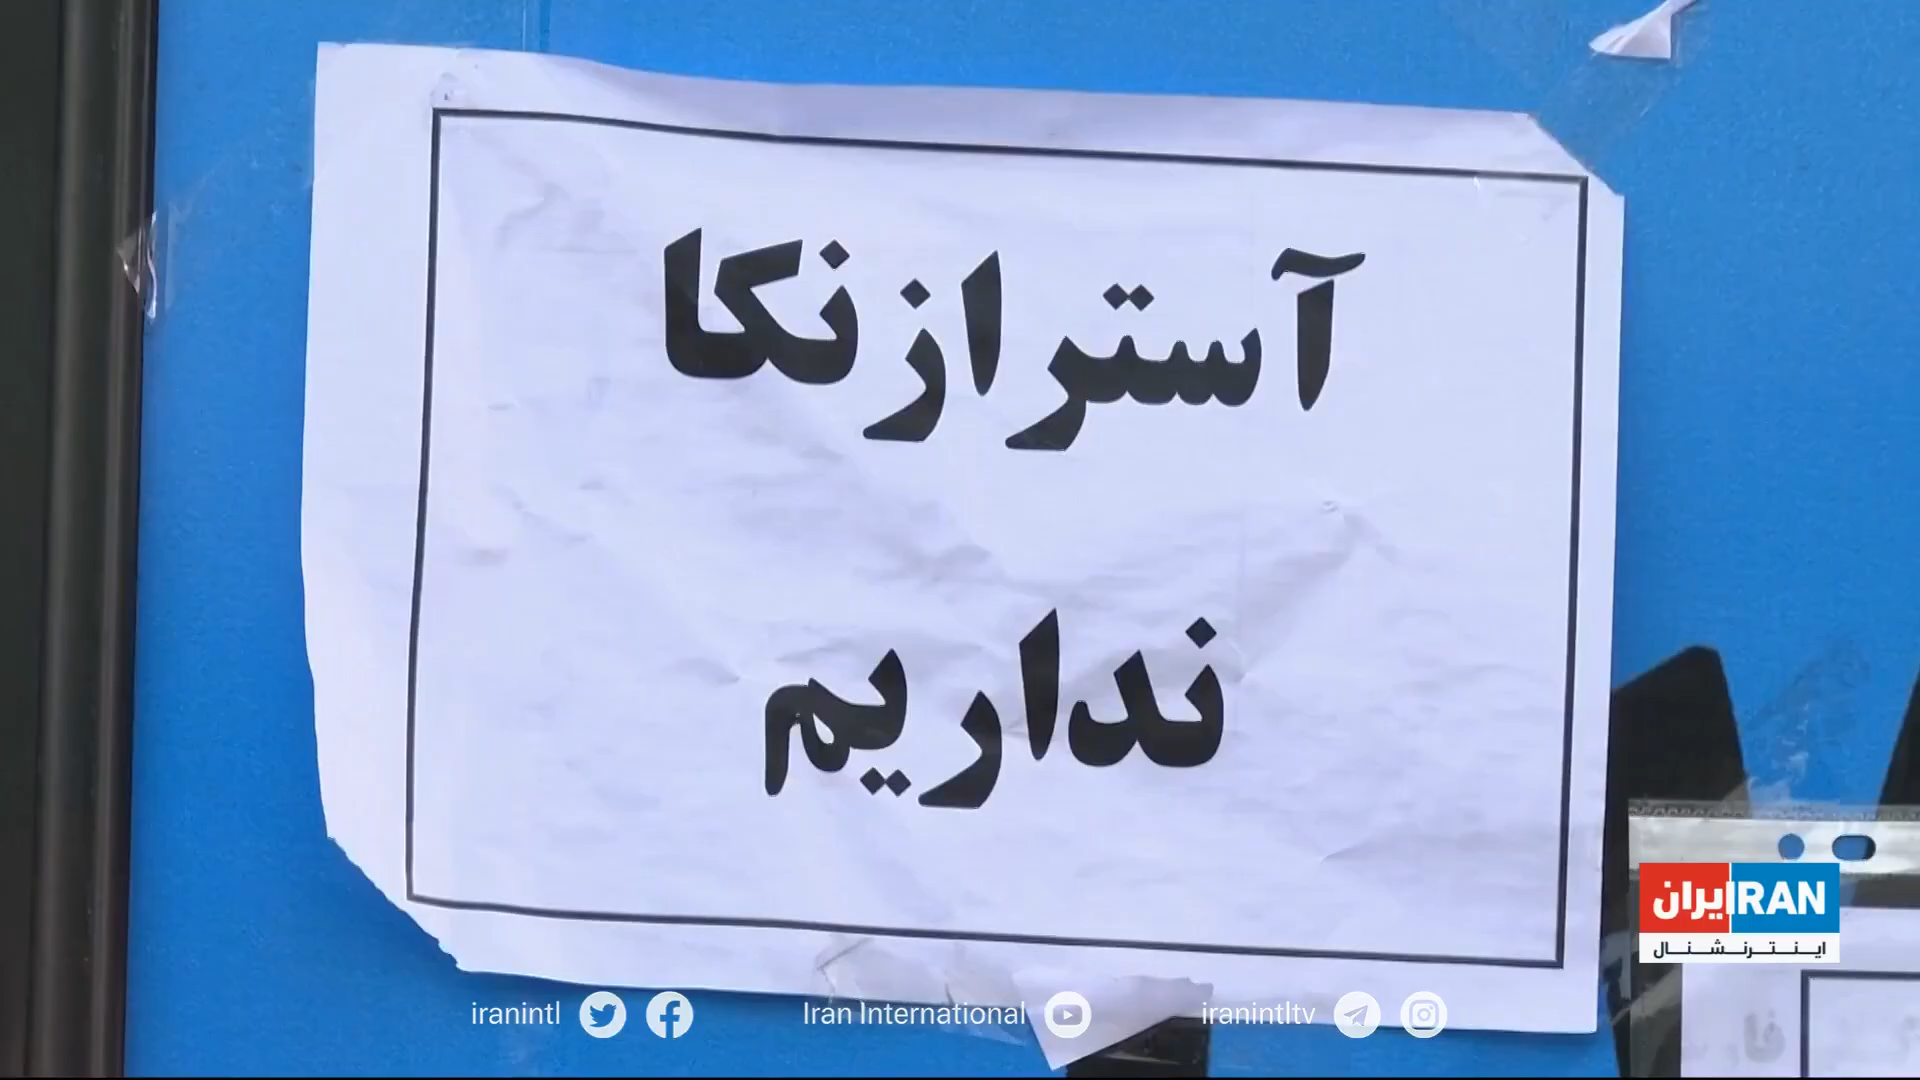 آسترازنکا
نداریم
ایران IRAN
اینترنشنال
iranintl Iran International iranintltv